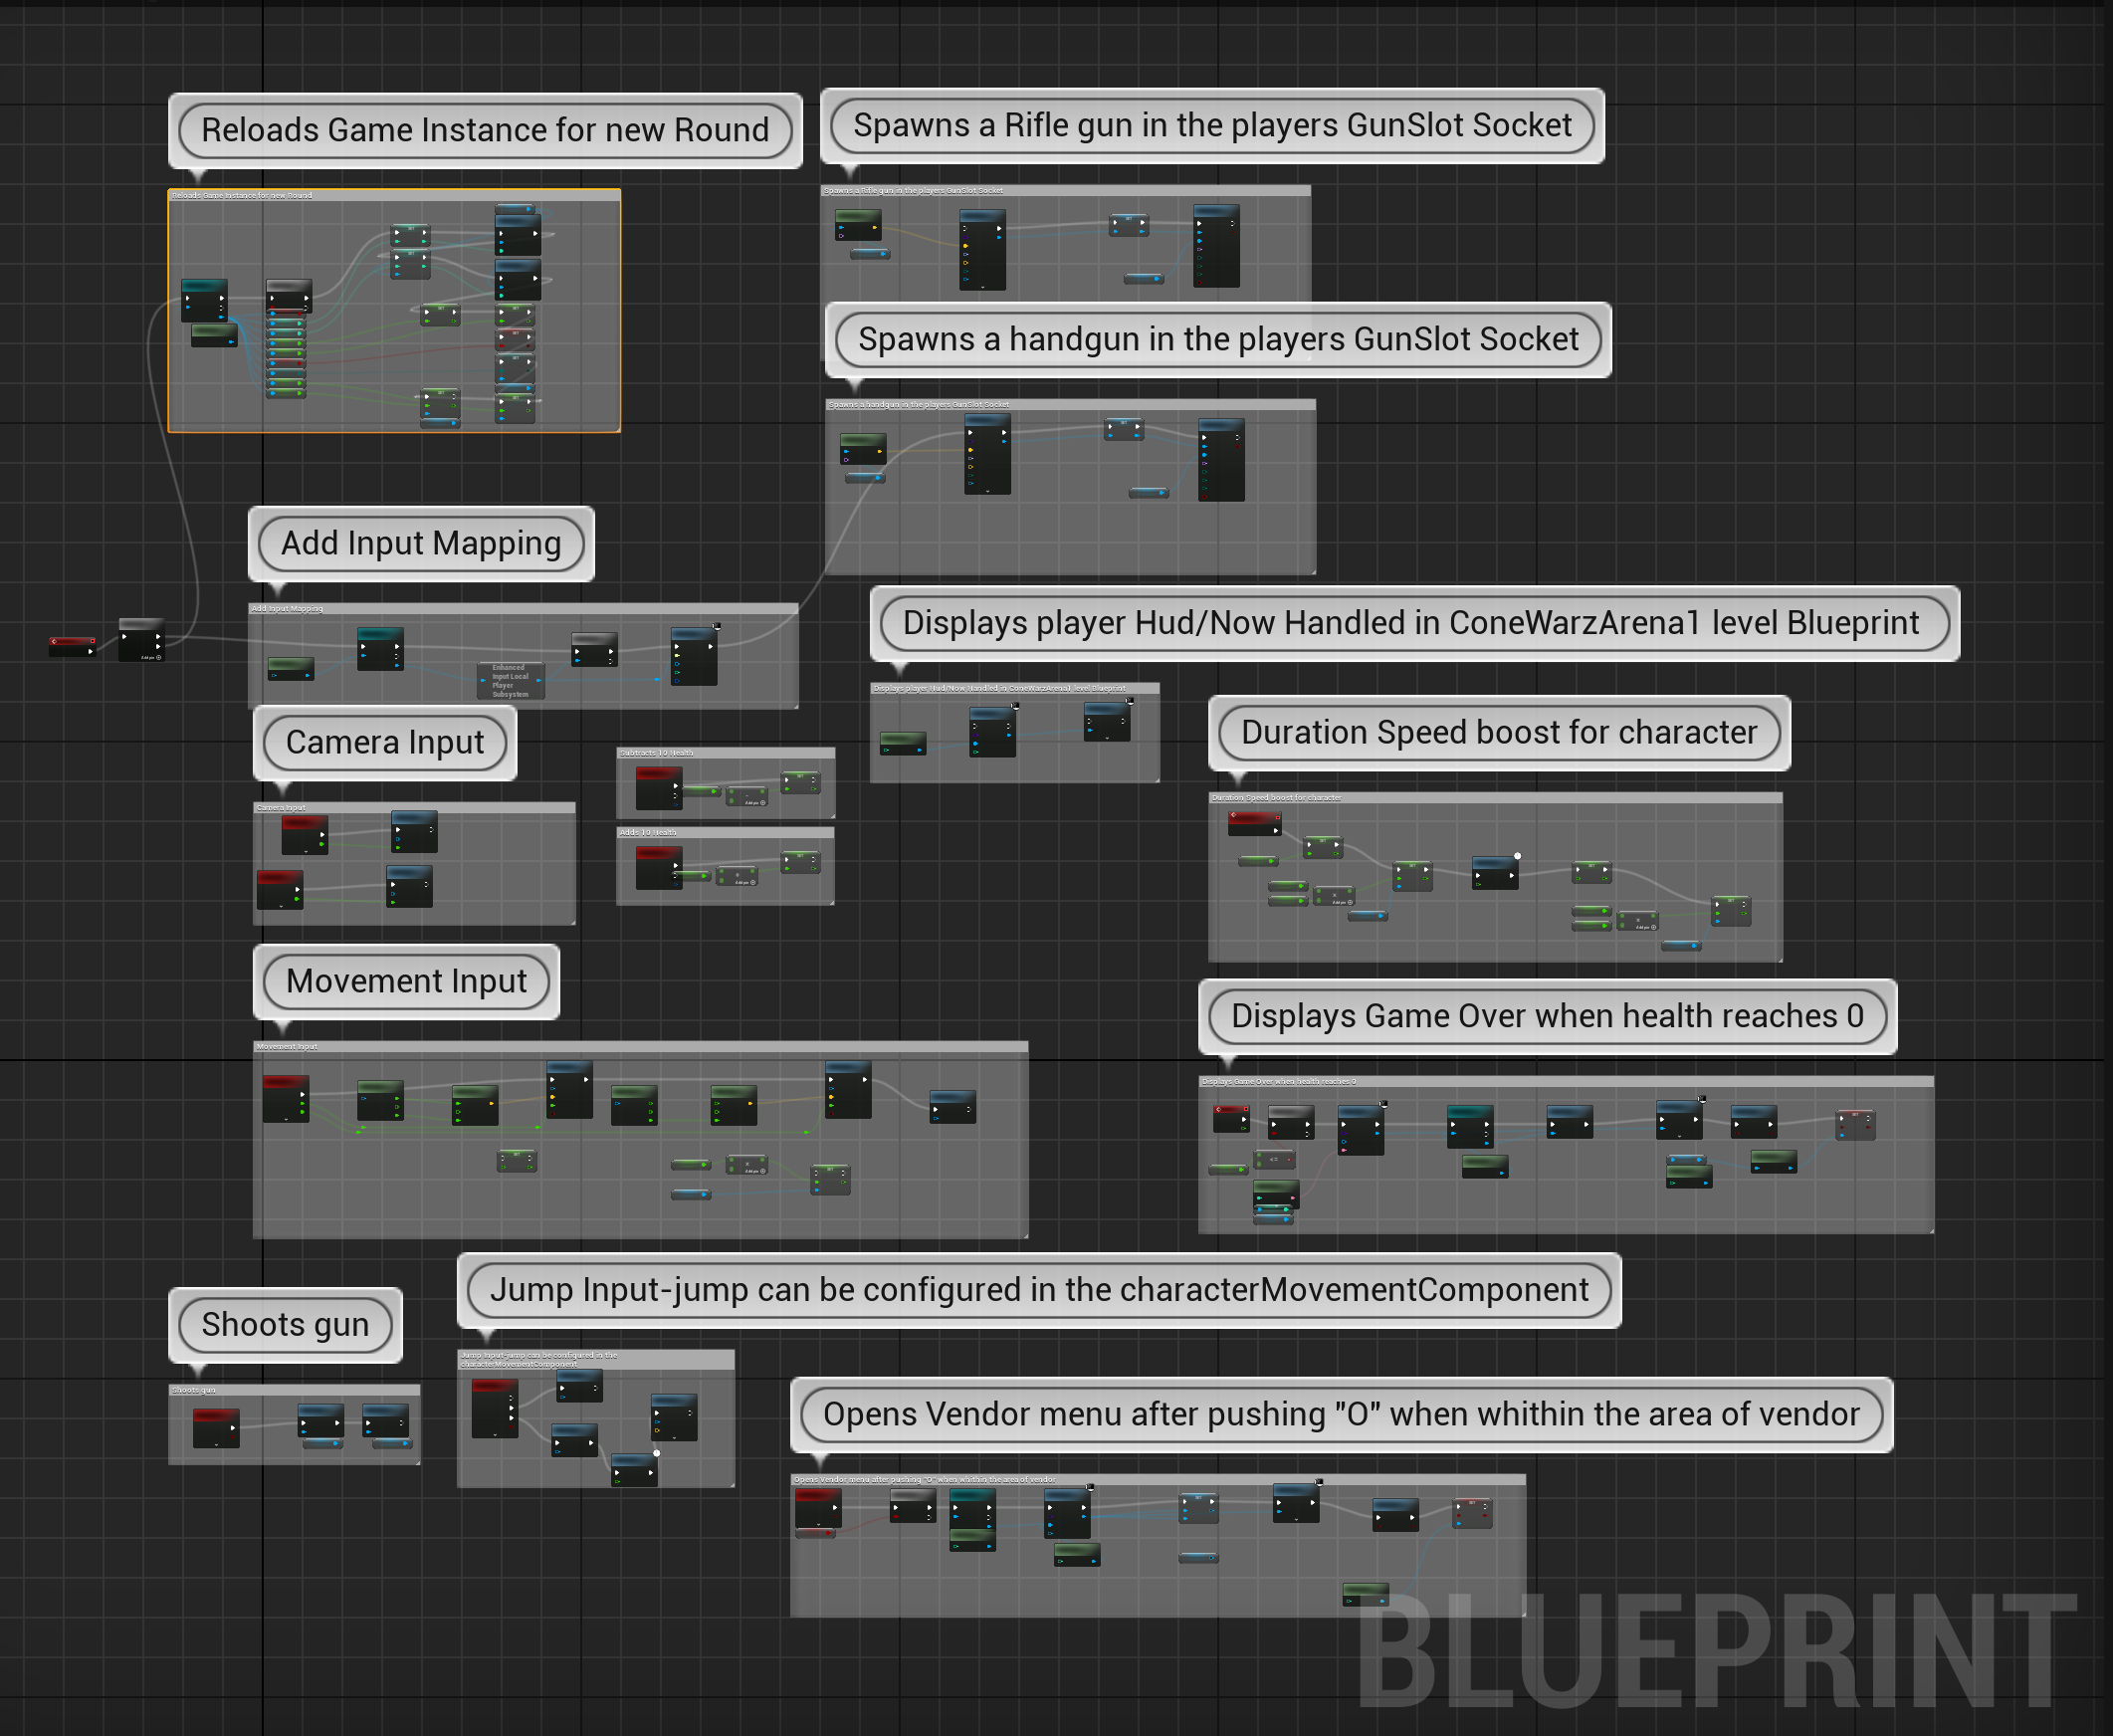 Reloads Game Instance for new Round
Reloads Game Instance for new Round
Spawns a Rifle gun in the players GunSlot Socket
Spawns a Rifle gun in the players GunSlot Socket
Spawns a handgun in the players GunSlot Socket
Spawns a handgun in the players GunSlot Socket
Add Input Mapping
Add Input Mapping
Enhanced
Input Local
Player
Subsystem
Displays player Hud/Now Handled in ConeWarzArena1 level Blueprint
Displays player Hud/Now Handled in ConeWarzArena1 level Blueprint
Camera Input
Camera Input
Subtracts 10 Health
Adds 10 Health
Duration Speed boost for character
Duration Speed boost for character
Movement Input
Movement Input
Displays Game Over when health reaches 0
Displays Game Over when health reaches 0
Shoots gun
Shoots gun
Jump Input-jump can be configured in the characterMovementComponent
Jump Input-jump can be configured in the
characterMovementComponent
Opens Vendor menu after pushing "O" when whithin the area of vendor
Opens Vendor menu after pushing "O" when whithin the area of vendor
BLUEPRINT